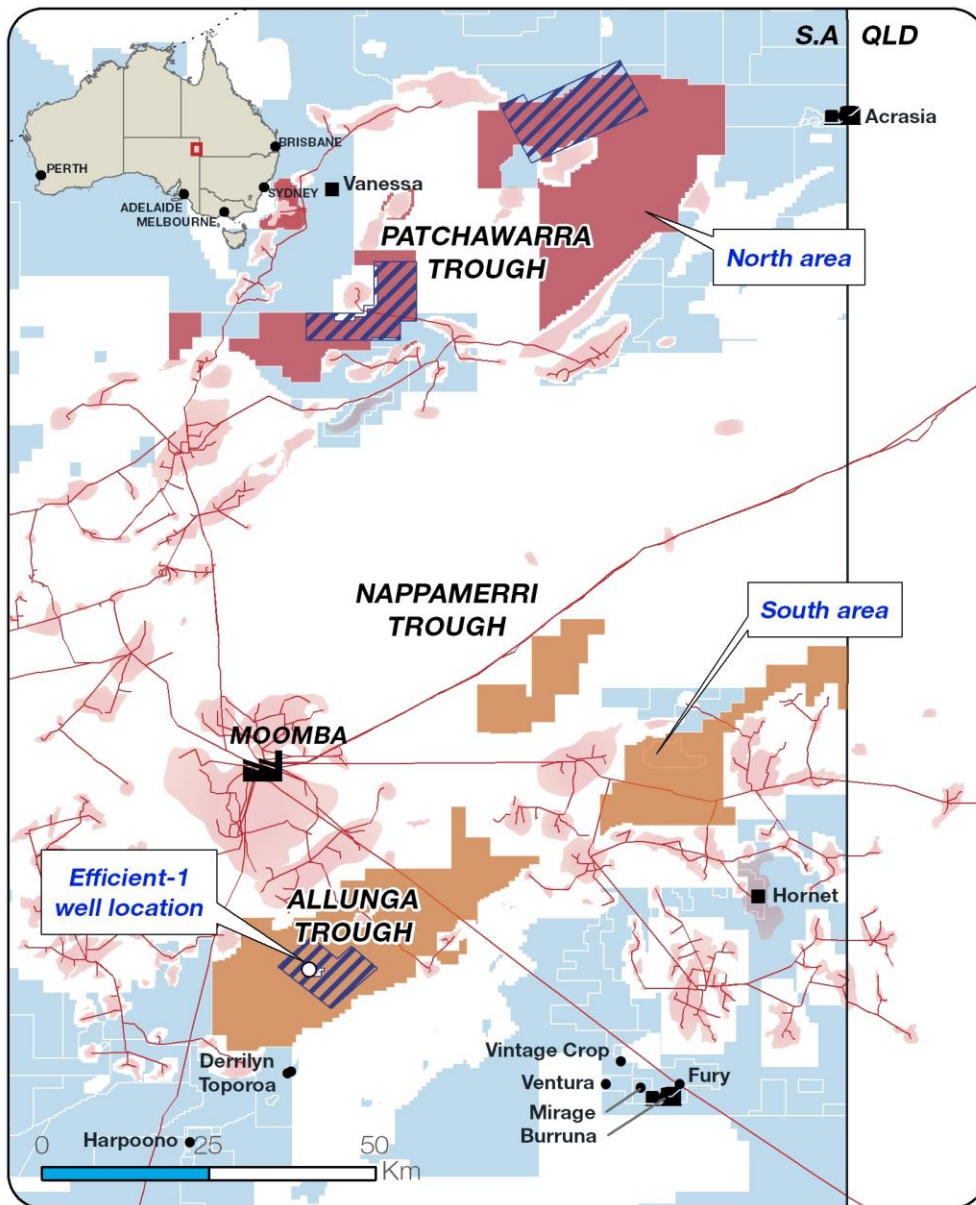 S.A QLD
Acrasia
BRISBANE
PERTH
SYDNEY
Vanessa
ADELAIDE
MELBOURNE
PATCHAWARRA
TROUGH
North area
NAPPAMERRI
TROUGH
South area
MOOMBA
Efficient-1
well location
ALLUNGA
TROUGH
Hornet
Derrilyn
Toporoa
Vintage Crop
Ventura
Fury
Mirage
Burruna
Harpoono
0 25 50
Km